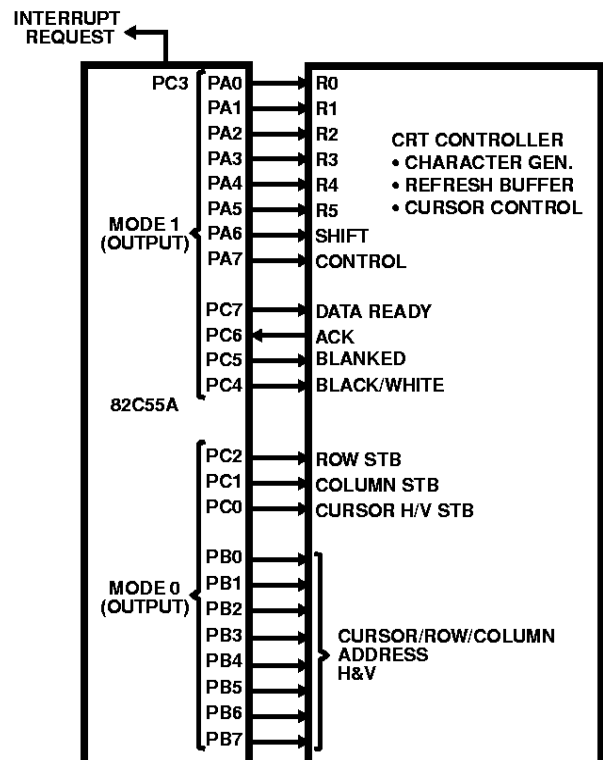 INTERRUPT
REQUEST
PC3 PA0 R0
PA1 R1
PA2 R2
PA3 R3
PA4 R4
PA5 R5
PA6 SHIFT
PA7 CONTROL
CRT CONTROLLER
• CHARACTER GEN.
• REFRESH BUFFER
• CURSOR CONTROL
MODE 1
(OUTPUT)
PC7 DATA READY
PC6 ACK
PC5 BLANKED
PC4 BLACK/WHITE
82C55A
PC2 ROW STB
PC1 COLUMN STB
PC0 CURSOR H/V STB
PB0
PB1
PB2
PB3
PB4
PB5
PB6
PB7
MODE 0
(OUTPUT)
CURSOR/ROW/COLUMN
ADDRESS
H&V